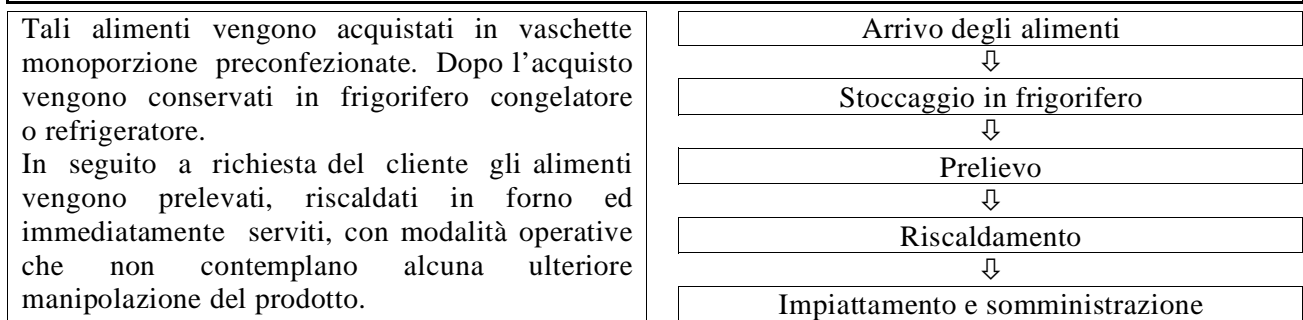 Tali alimenti vengono acquistati in vaschette
monoporzione preconfezionate. Dopo l'acquisto
vengono conservati in frigorifero congelatore
o refrigeratore.
In seguito a richiesta del cliente gli alimenti
vengono prelevati, riscaldati in forno ed
immediatamente serviti, con modalità operative
che non contemplano alcuna ulteriore
manipolazione del prodotto.
Arrivo degli alimenti
⇩
Stoccaggio in frigorifero
⇩
Prelievo
⇩
Riscaldamento
⇩
Impiattamento e somministrazione